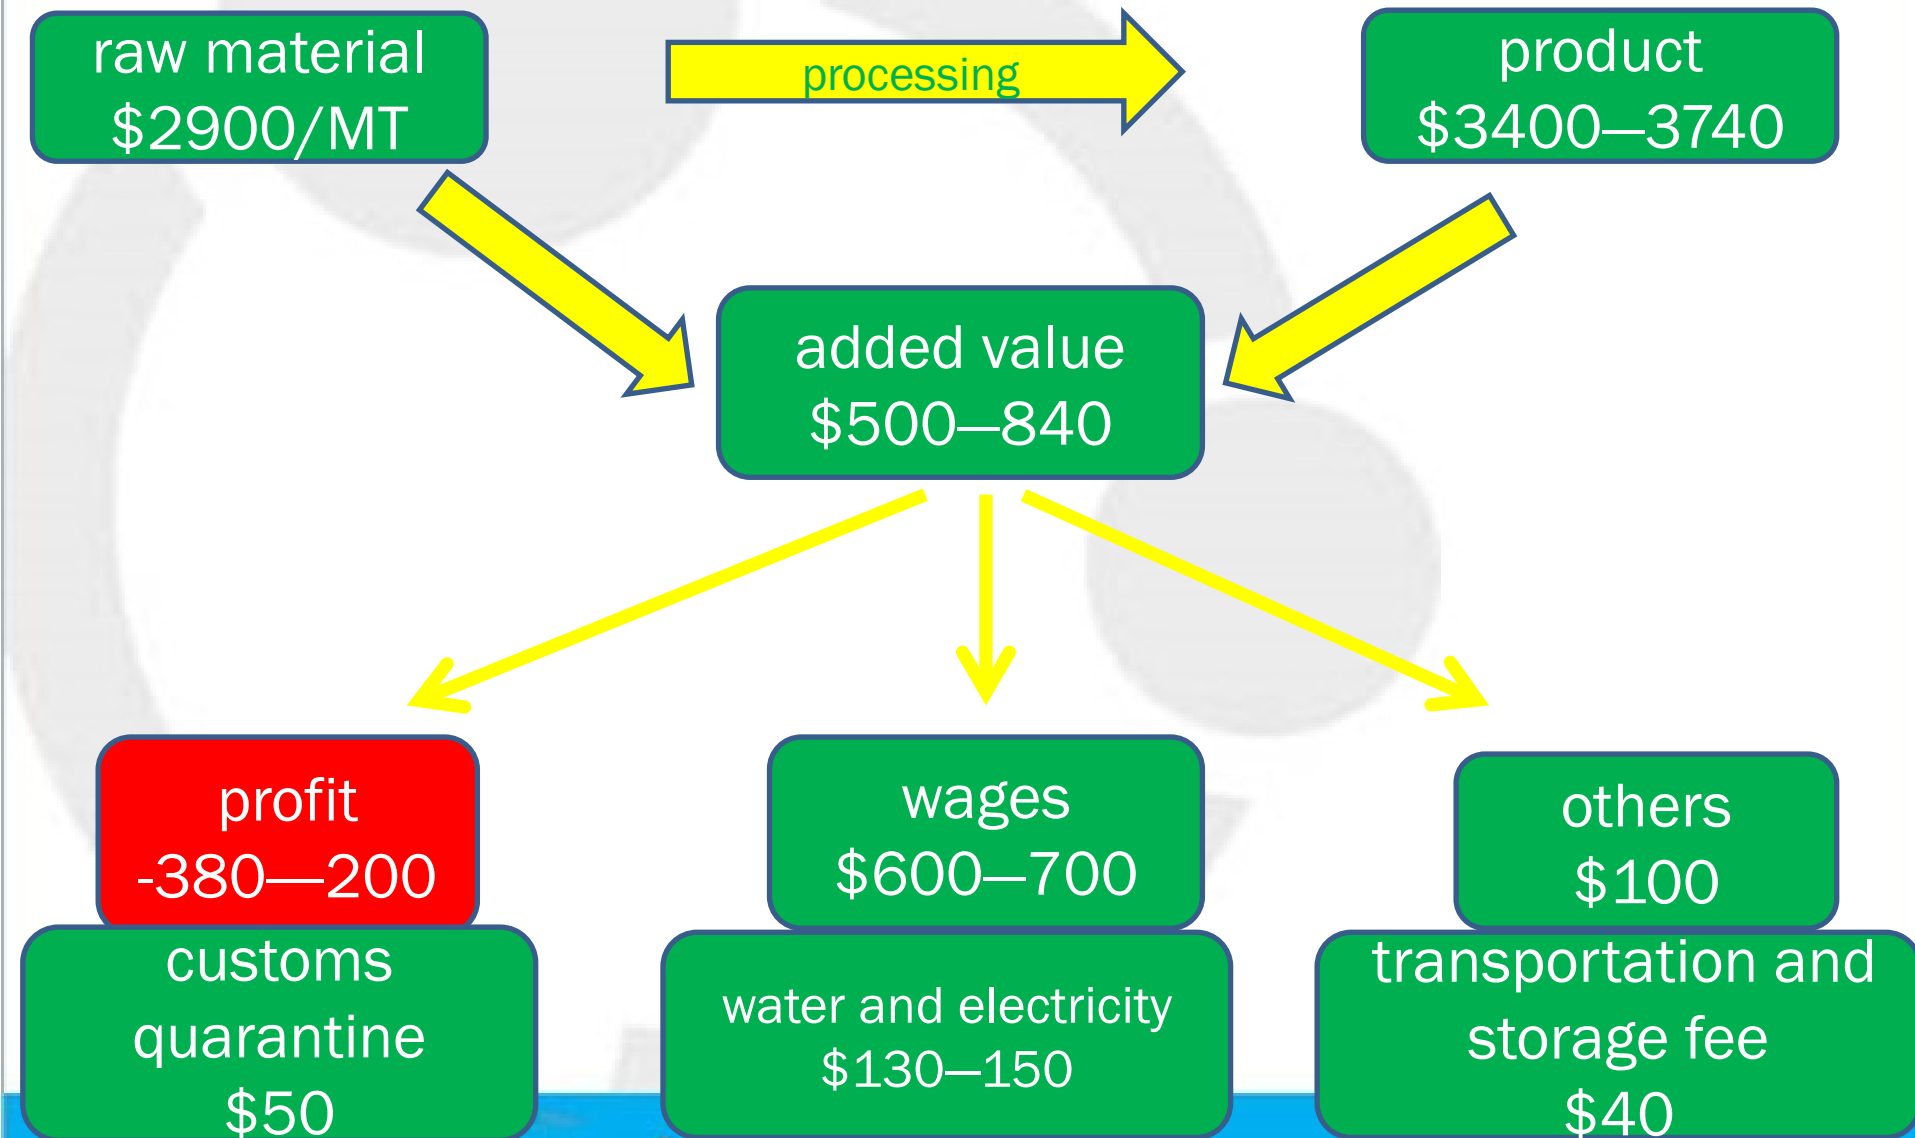 raw material
$2900/MT
processing
product
$3400—3740
added value
$500—840
profit
-380—200
wages
$600—700
others
$100
customs
quarantine
$50
water and electricity
$130—150
transportation and
storage fee
$40